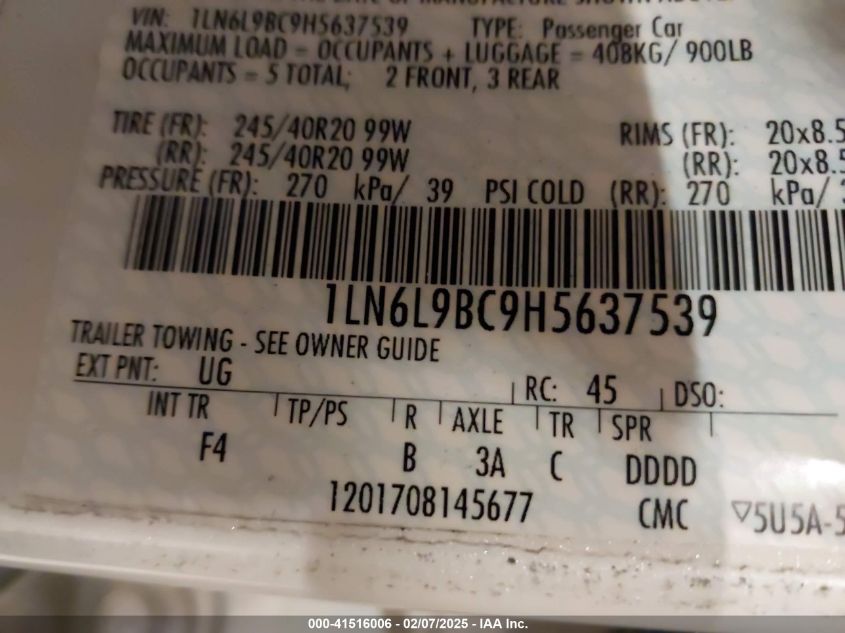 VIN: 1LN6L9BC9H5637539 TYPE: Passenger Car
MAXIMUM LOAD = OCCUPANTS + LUGGAGE = 408KG/ 900LB
OCCUPANTS = 5 TOTAL; 2 FRONT, 3 REAR
TIRE (FR): 245/40R20 99W RIMS (FR): 20x8.5
(RR): 245/40R20 99W (RR): 20x8.5
PRESSURE (FR): 270 kPa/ 39 PSI COLD (RR): 270 kPa/
1LN6L9BC9H5637539
TRAILER TOWING - SEE OWNER GUIDE
EXT PNT: UG RC: 45 DSO:
INT TR TP/PS R AXLE TR SPR
F4 B 3A C DDDD
1201708145677 CMC ▽5U5A-5
000-41516006 - 02/07/2025 - IAA Inc.